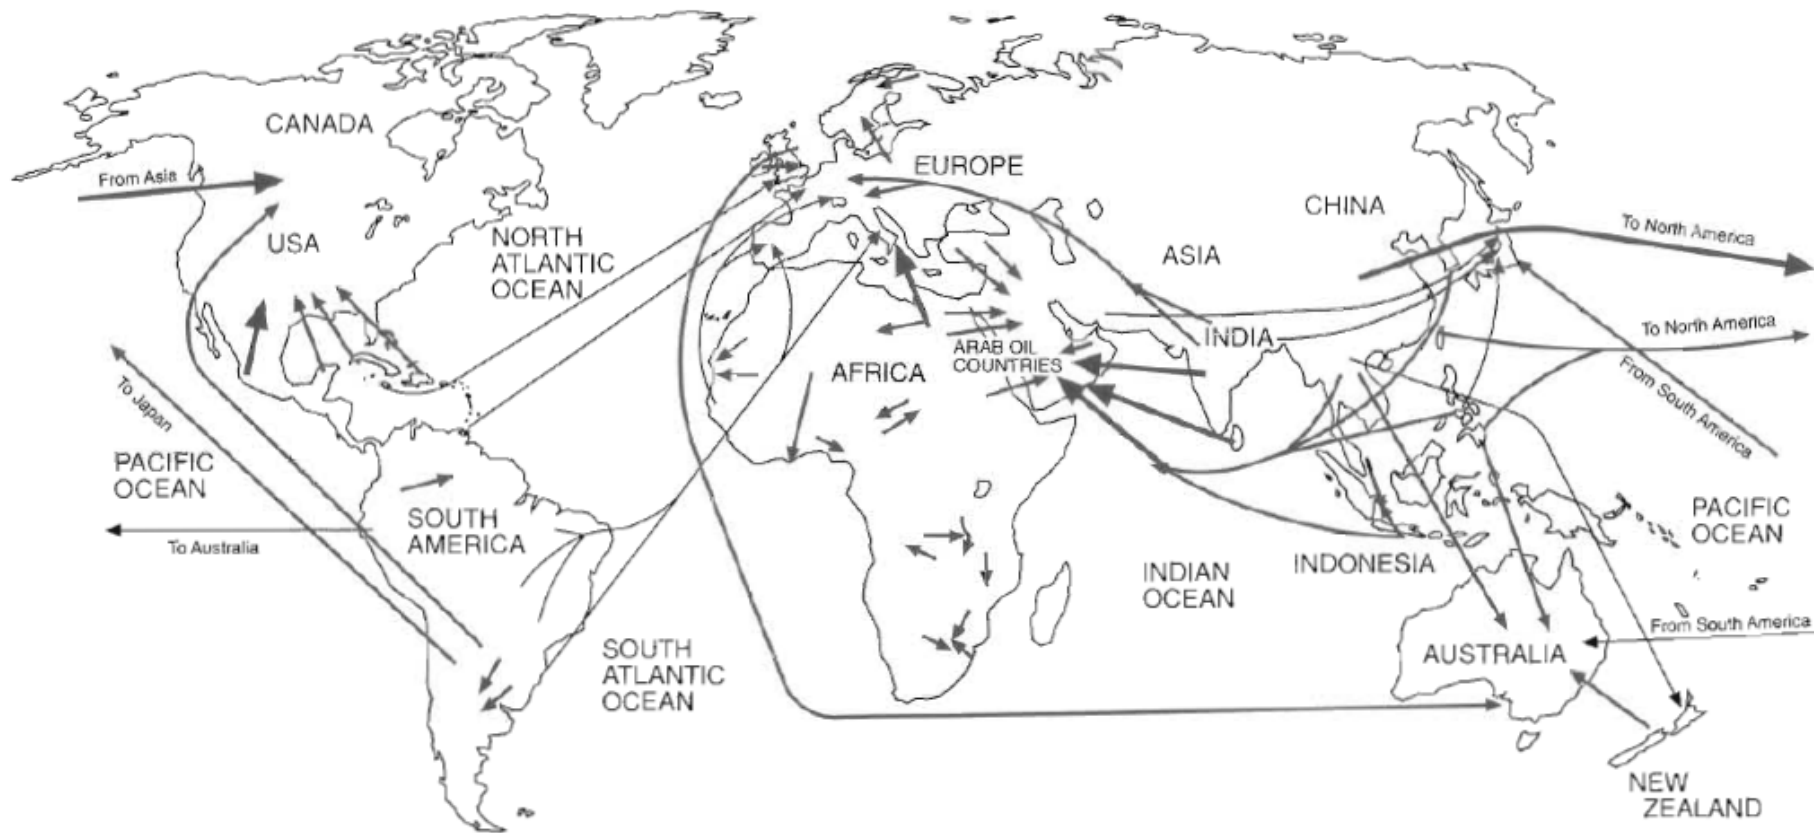 CANADA
From Asia
USA
NORTH
ATLANTIC
OCEAN
EUROPE
CHINA
ASIA
To North America
INDIA
To North America
ARAB OIL
COUNTRIES
AFRICA
To Japan
From South America
PACIFIC
OCEAN
SOUTH
AMERICA
To Australia
PACIFIC
OCEAN
INDIAN
OCEAN
INDONESIA
From South America
AUSTRALIA
SOUTH
ATLANTIC
OCEAN
NEW
ZEALAND